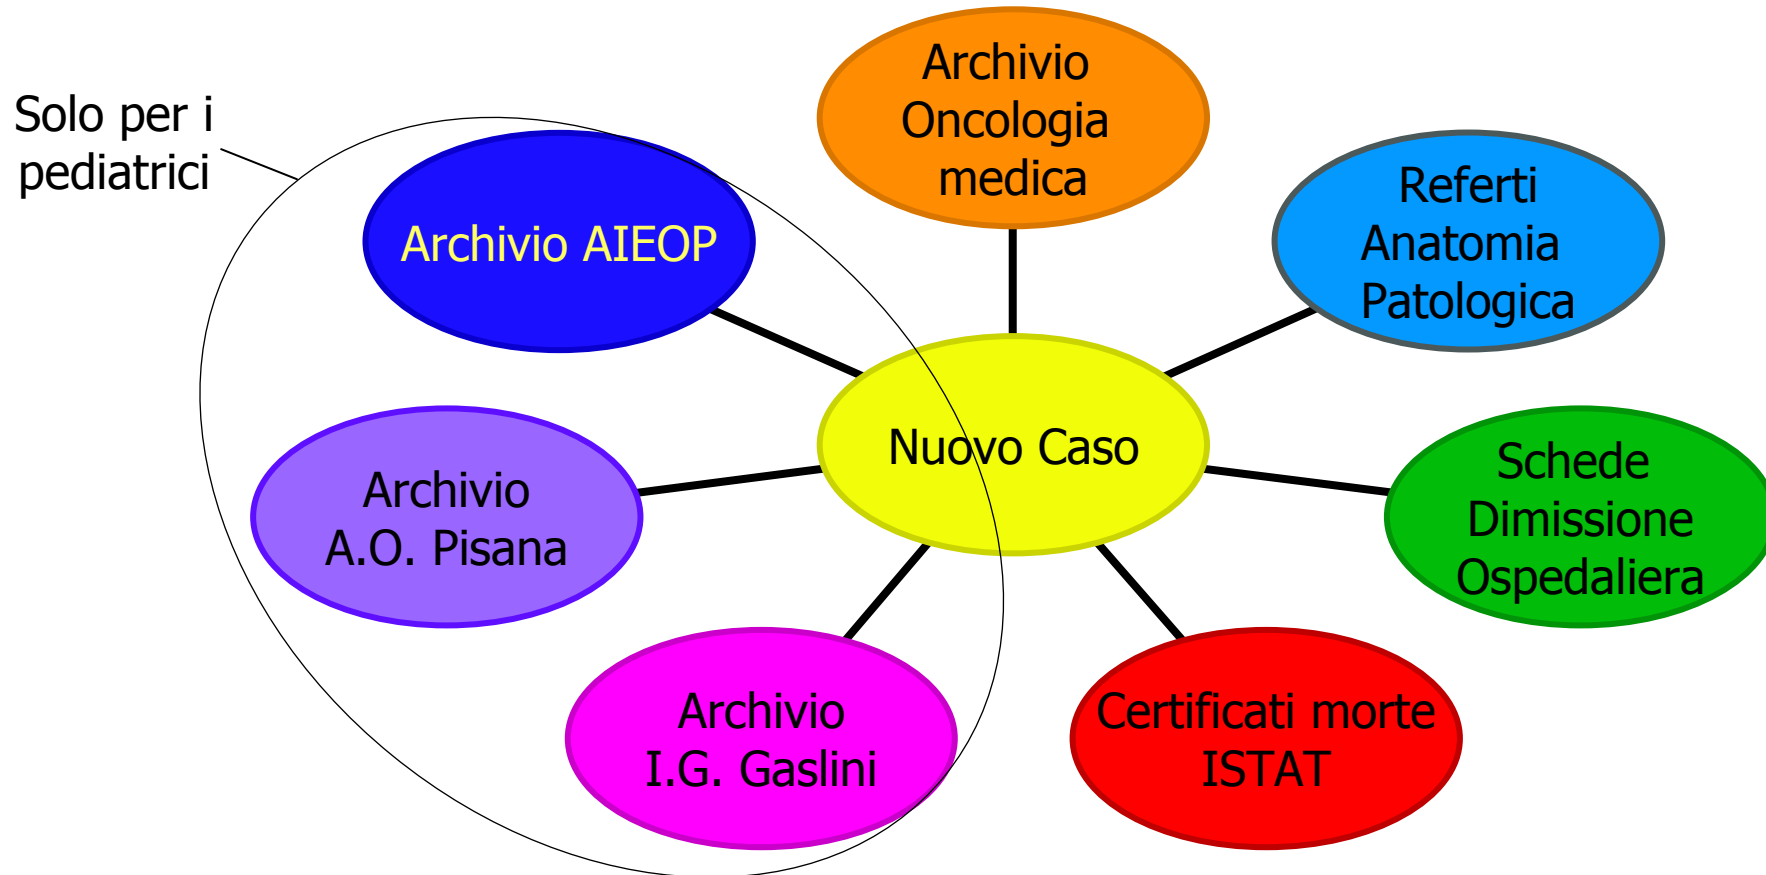 Solo per i
pediatrici
Archivio
Oncologia
medica
Archivio AIEOP
Referti
Anatomia
Patologica
Nuovo Caso
Archivio
A.O. Pisana
Schede
Dimissione
Ospedaliera
Archivio
I.G. Gaslini
Certificati morte
ISTAT